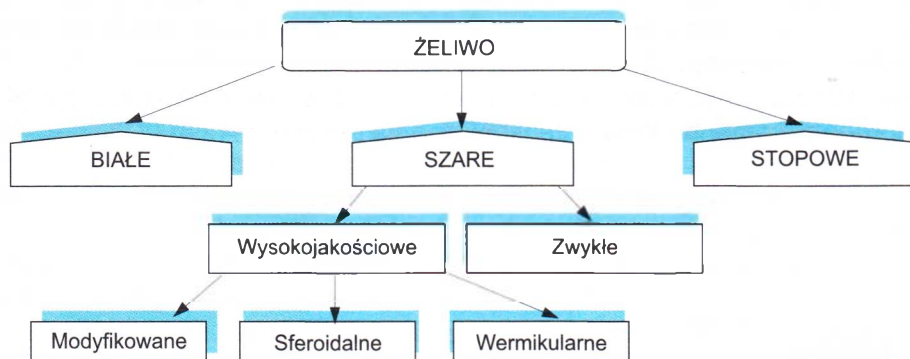 ŻELIWO
BIAŁE
SZARE
STOPOWE
Wysokojakościowe
Zwykłe
Modyfikowane
Sferoidalne
Wermikularne